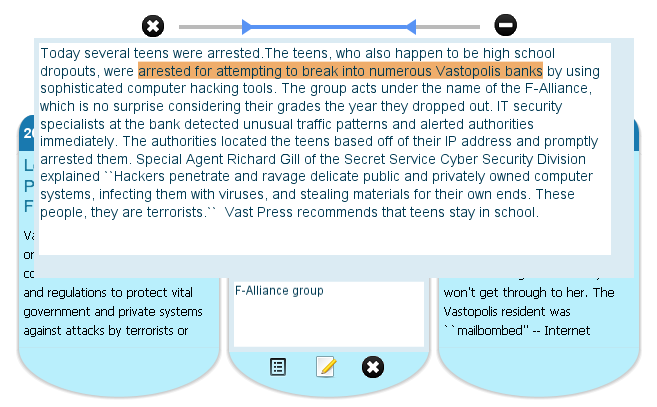 Today several teens were arrested.The teens, who also happen to be high school
dropouts, were arrested for attempting to break into numerous Vastopolis banks by using
sophisticated computer hacking tools. The group acts under the name of the F-Alliance,
which is no surprise considering their grades the year they dropped out. IT security
specialists at the bank detected unusual traffic patterns and alerted authorities
immediately. The authorities located the teens based off of their IP address and promptly
arrested them. Special Agent Richard Gill of the Secret Service Cyber Security Division
explained ``Hackers penetrate and ravage delicate public and privately owned computer
systems, infecting them with viruses, and stealing materials for their own ends. These
people, they are terrorists.`` Vast Press recommends that teens stay in school.
and regulations to protect vital
government and private systems
against attacks by terrorists or
F-Alliance group
won't get through to her. The
Vastopolis resident was
``mailbombed'' -- Internet